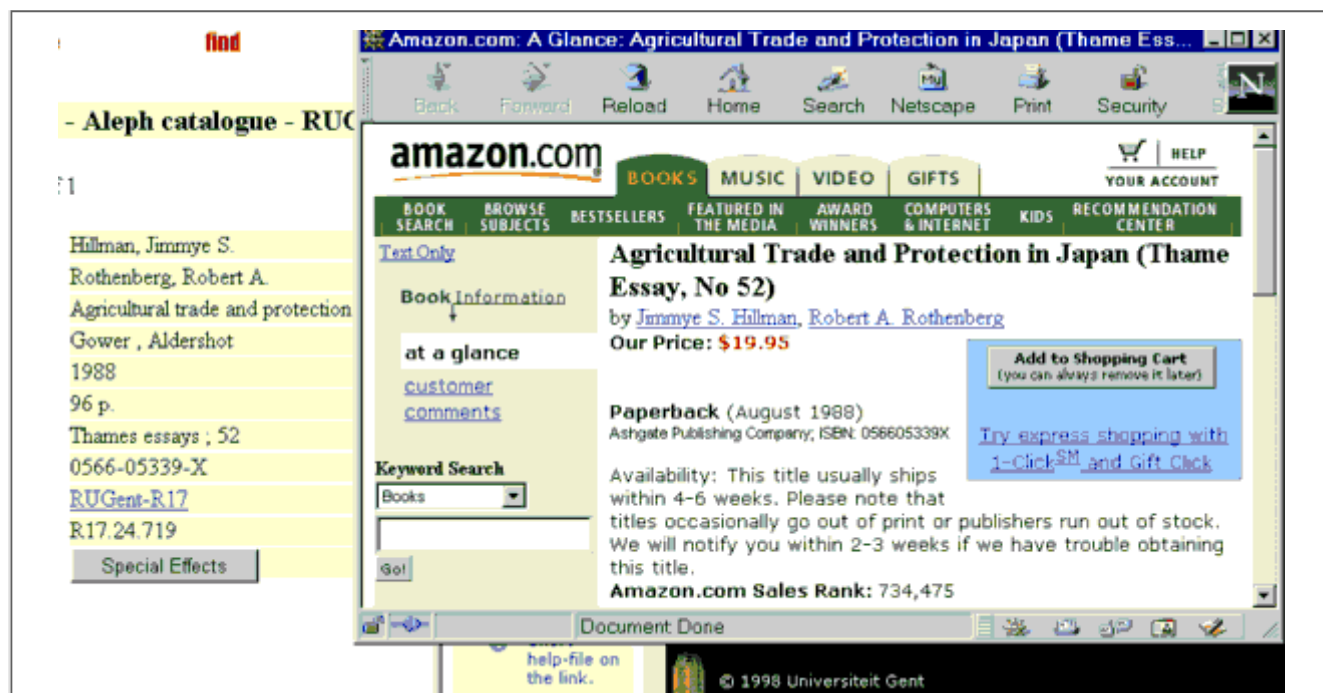 find
- Aleph catalogue - RUG
1
Hillman, Jimmye S.
Rothenberg, Robert A.
Agricultural trade and protection
Gower , Aldershot
1988
96 p.
Thames essays ; 52
0566-05339-X
RUGent-R17
R17.24.719
Special Effects
Amazon.com: A Glance: Agricultural Trade and Protection in Japan (Thame Ess...
Back Forward Reload Home Search Netscape Print Security
My
N
amazon.com
BOOKS MUSIC VIDEO GIFTS
HELP
YOUR ACCOUNT
BOOK SEARCH BROWSE SUBJECTS BESTSELLERS FEATURED IN THE MEDIA AWARD WINNERS COMPUTERS & INTERNET KIDS RECOMMENDATION CENTER
Text Only
Book Information
at a glance
customer
comments
Keyword Search
Books
Go!
Agricultural Trade and Protection in Japan (Thame
Essay, No 52)
by Jimmye S. Hillman, Robert A. Rothenberg
Our Price: $19.95
Add to Shopping Cart
(you can always remove it later)
Try express shopping with
1-ClickSM and Gift Click
Paperback (August 1988)
Ashgate Publishing Company; ISBN: 056605339X
Availability: This title usually ships
within 4-6 weeks. Please note that
titles occasionally go out of print or publishers run out of stock.
We will notify you within 2-3 weeks if we have trouble obtaining
this title.
Amazon.com Sales Rank: 734,475
Document: Done
help-file on
the link.
© 1998 Universiteit Gent